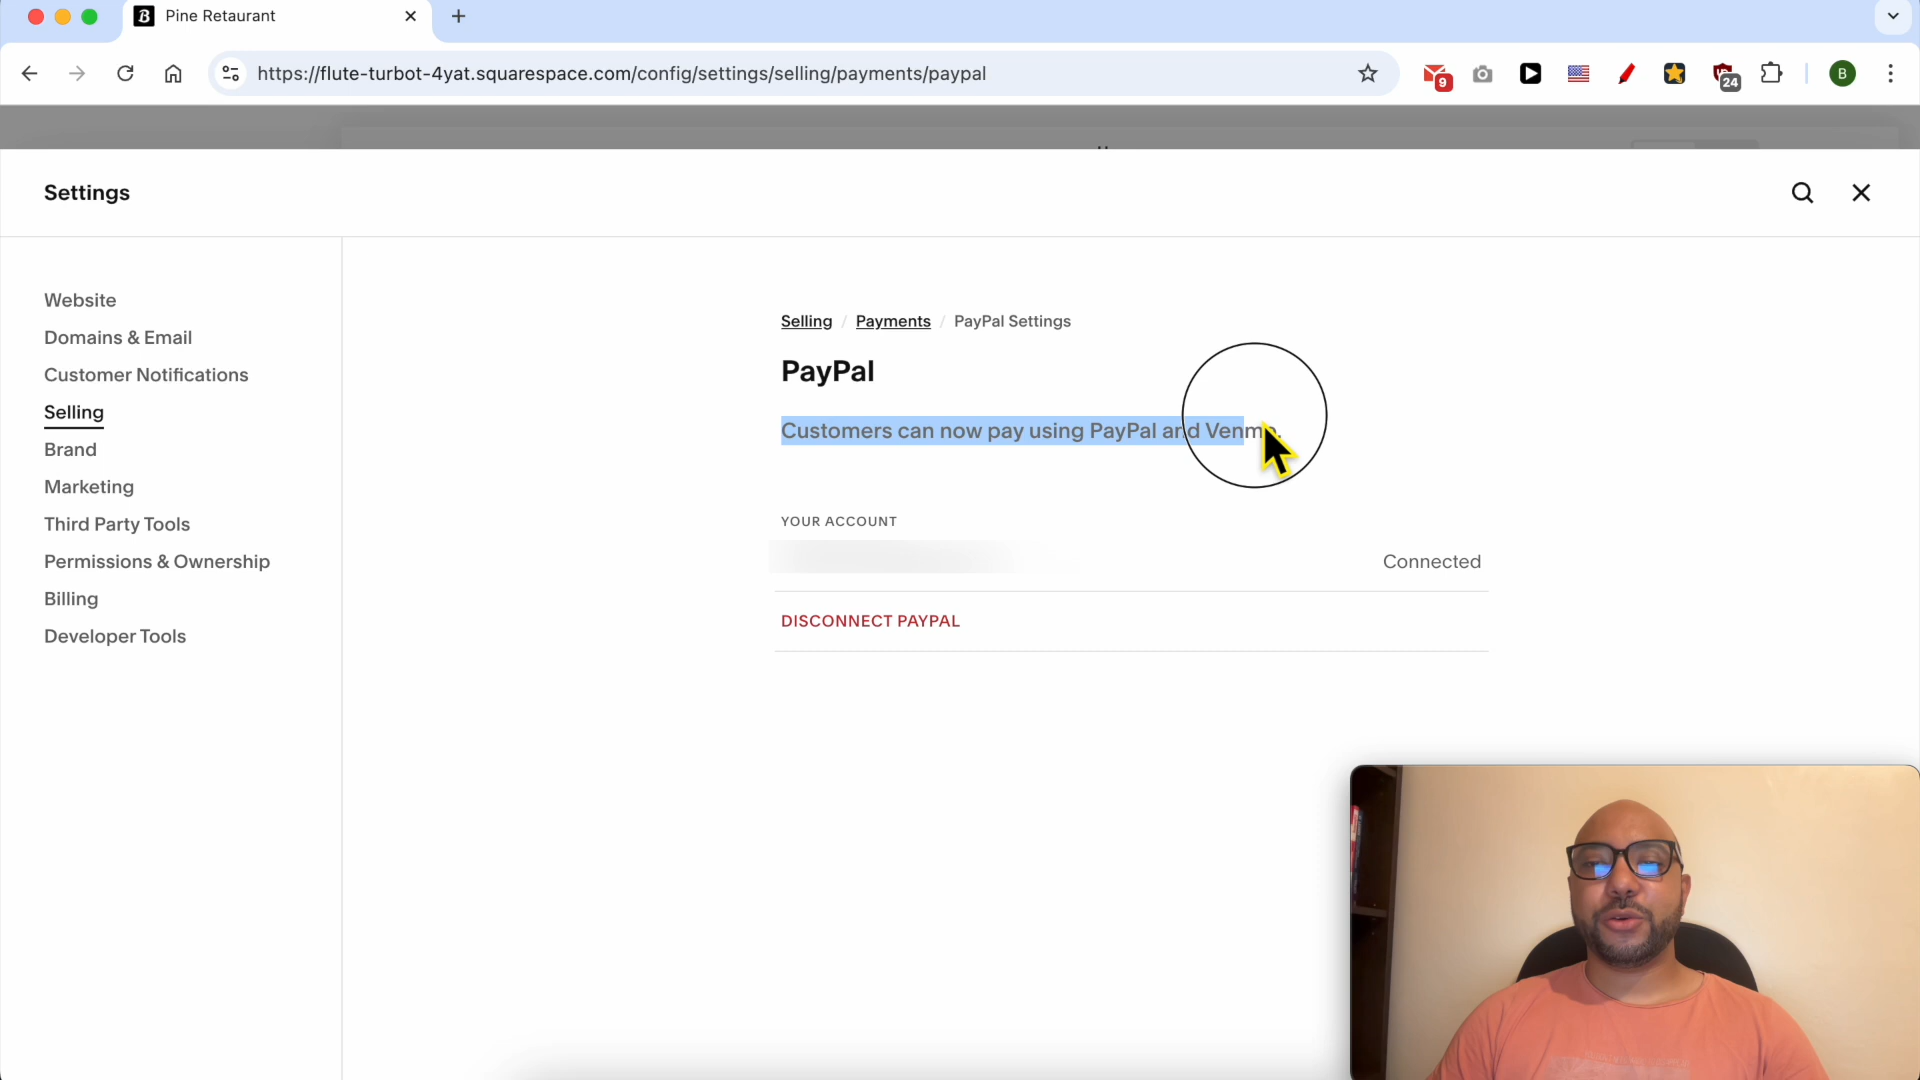 Pine Retaurant
https://flute-turbot-4yat.squarespace.com/config/settings/selling/payments/paypal
9
24
B
Settings
Website
Domains & Email
Customer Notifications
Selling
Brand
Marketing
Third Party Tools
Permissions & Ownership
Billing
Developer Tools
Selling / Payments / PayPal Settings
PayPal
Customers can now pay using PayPal and Venmo.
YOUR ACCOUNT
Connected
DISCONNECT PAYPAL